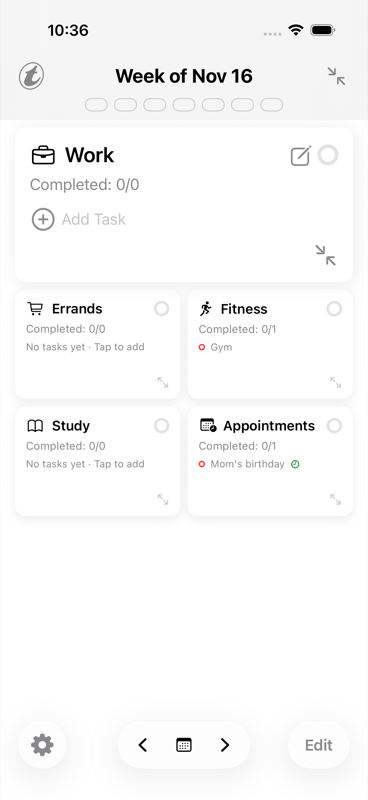 10:36
t
Week of Nov 16
Work
Completed: 0/0
Add Task
Errands
Completed: 0/0
No tasks yet · Tap to add
Fitness
Completed: 0/1
Gym
Study
Completed: 0/0
No tasks yet · Tap to add
Appointments
Completed: 0/1
Mom's birthday
Edit